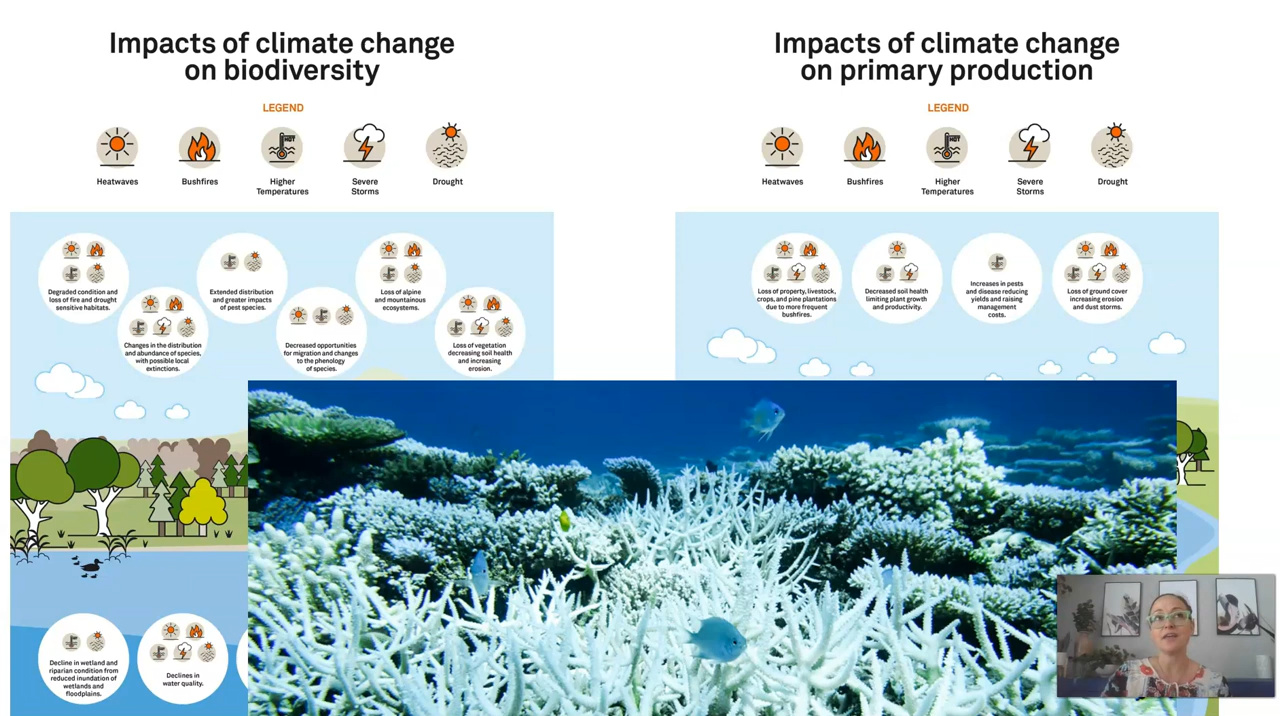 Impacts of climate change
on biodiversity
LEGEND
Heatwaves
Bushfires
Higher
Temperatures
Severe
Storms
Drought
Degraded condition and
loss of fire and drought
sensitive habitats.
Changes in the distribution
and abundance of species,
with possible local
extinctions.
Extended distribution
and greater impacts
of pest species.
Decreased opportunities
for migration and changes
to the phenology
of species.
Loss of alpine
and mountainous
ecosystems.
Loss of vegetation
decreasing soil health
and increasing
erosion.
Decline in wetland and
riparian condition from
reduced inundation of
wetlands and
floodplains.
Declines in
water quality.
Impacts of climate change
on primary production
LEGEND
Heatwaves
Bushfires
Higher
Temperatures
HOT
Severe
Storms
Drought
Loss of property, livestock,
crops, and pine plantations
due to more frequent
bushfires.
Decreased soil health
limiting plant growth
and productivity.
Increases in pests
and disease reducing
yields and raising
management
costs.
Loss of ground cover
increasing erosion
and dust storms.